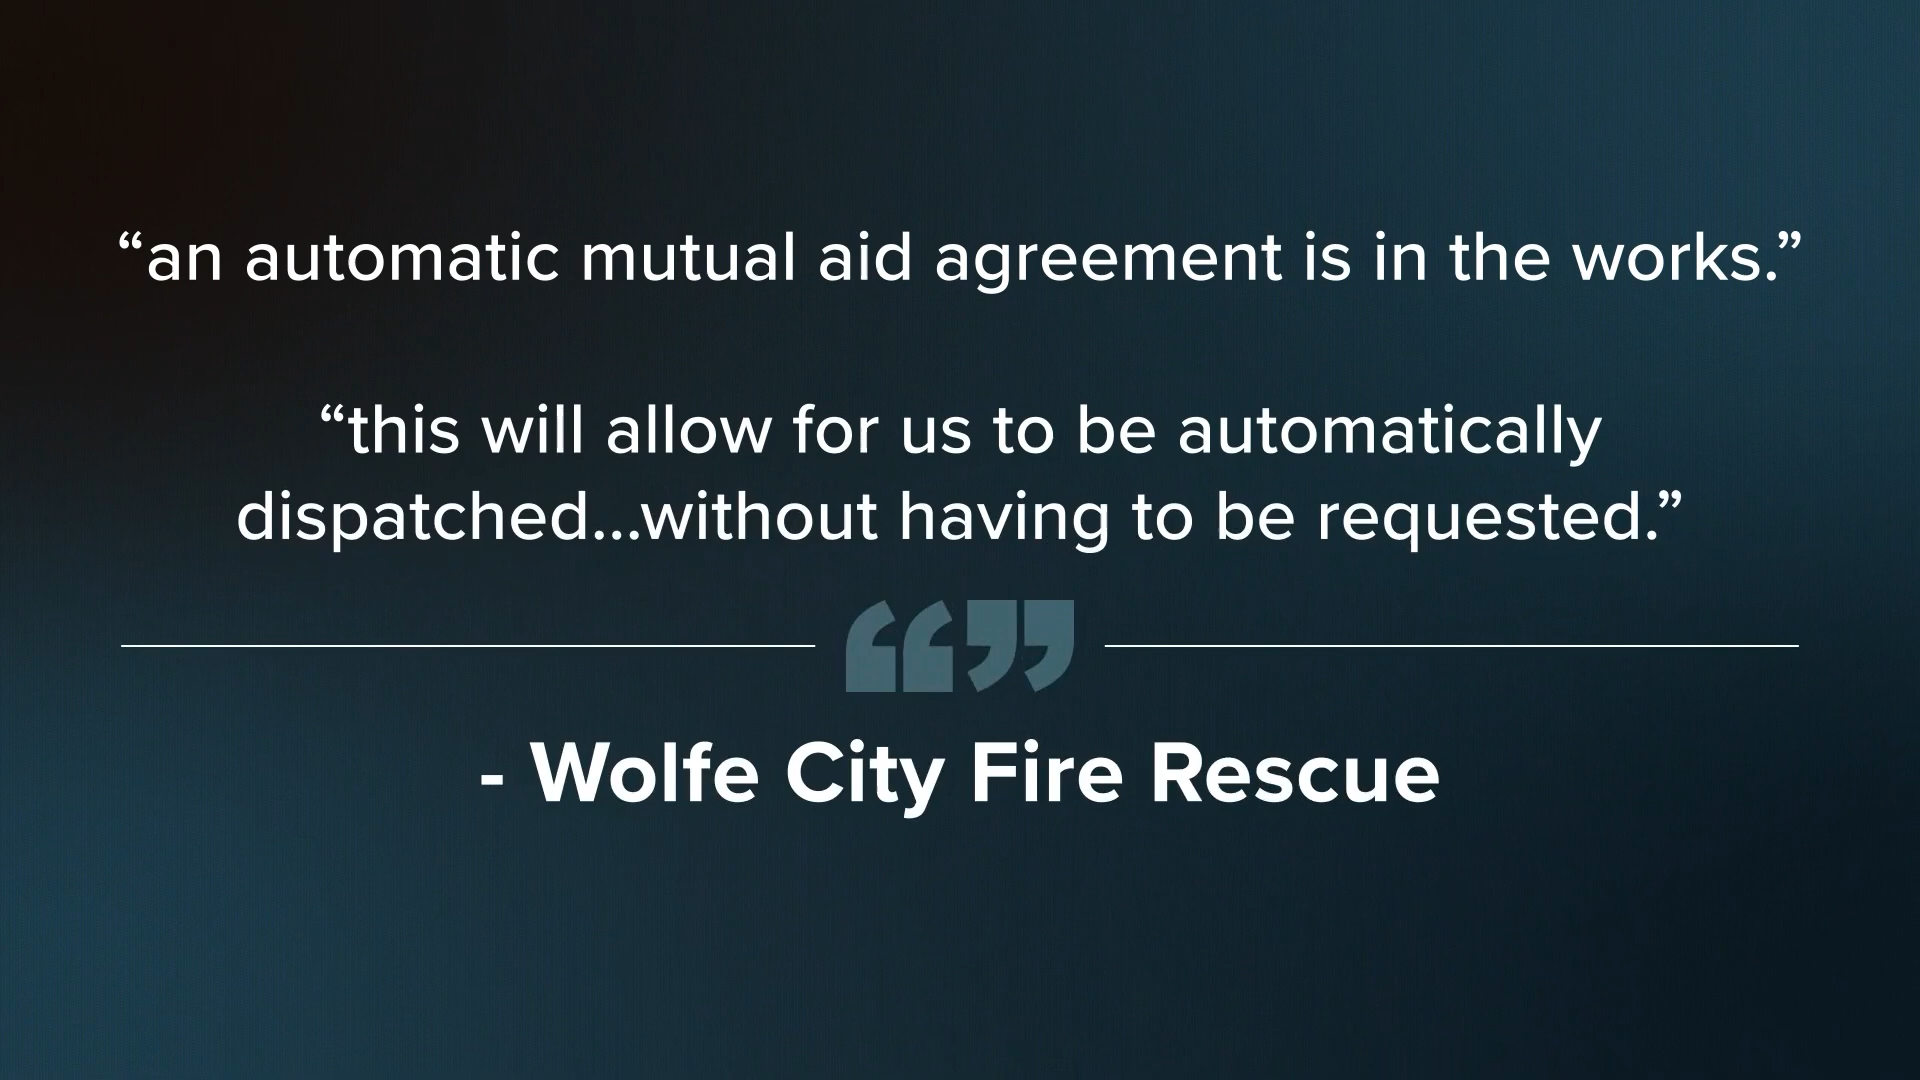 “an automatic mutual aid agreement is in the works.”
“this will allow for us to be automatically
dispatched...without having to be requested.”
- Wolfe City Fire Rescue